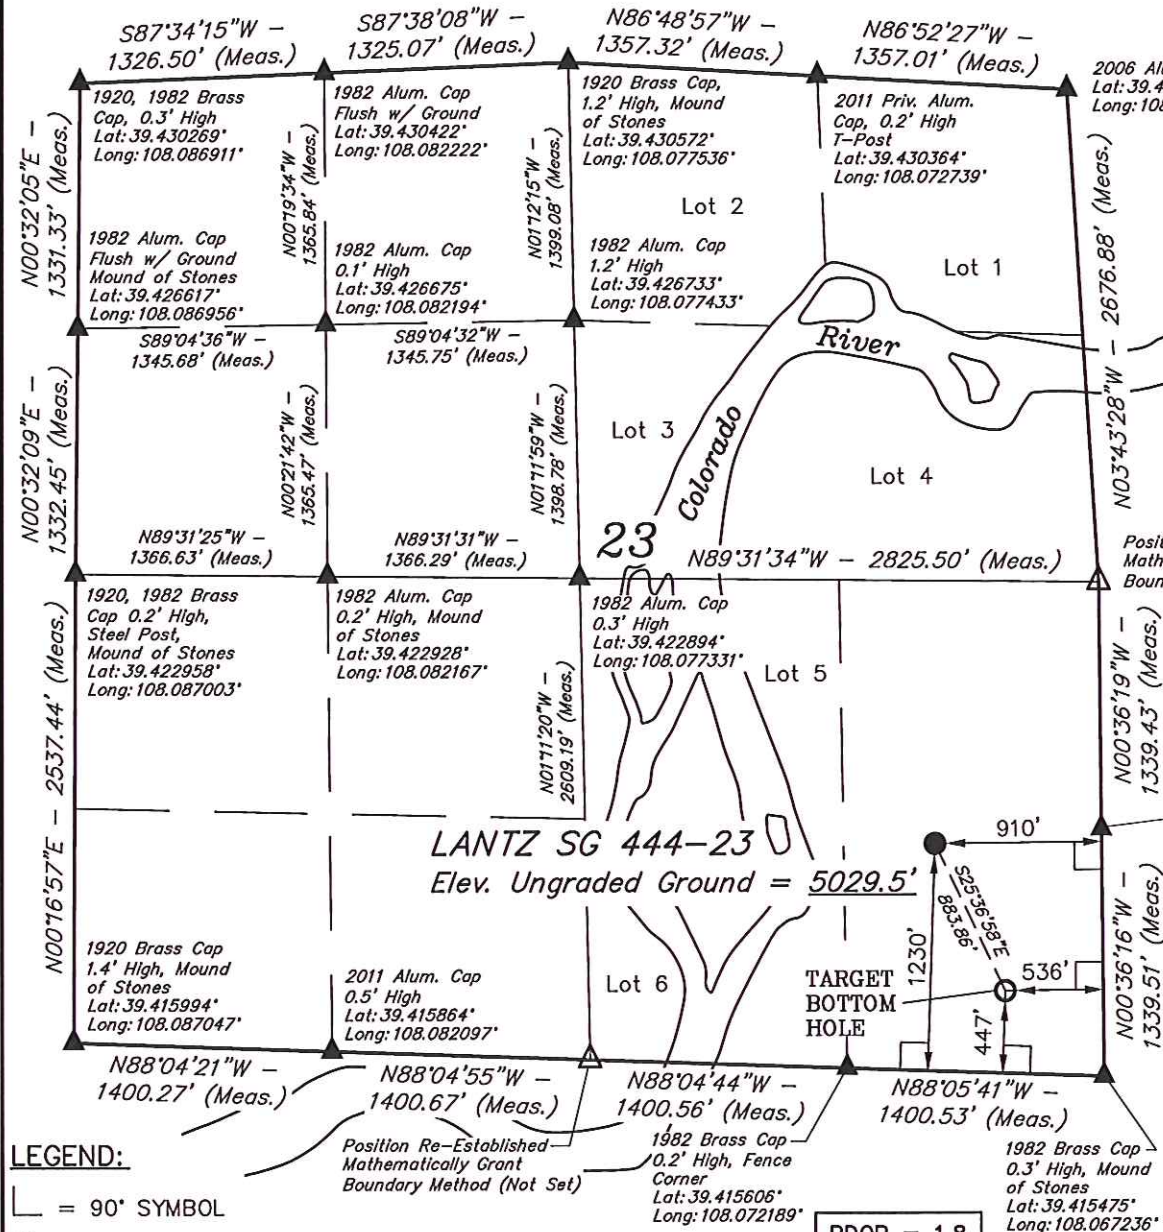 S87°34'15"W –
1326.50' (Meas.)
S87°38'08"W –
1325.07' (Meas.)
N86°48'57"W –
1357.32' (Meas.)
N86°52'27"W –
1357.01' (Meas.)
1920, 1982 Brass
Cap, 0.3' High
Lat: 39.430269°
Long: 108.086911°
1982 Alum. Cap
Flush w/ Ground
Lat: 39.430422°
Long: 108.082222°
1920 Brass Cap,
1.2' High, Mound
of Stones
Lat: 39.430572°
Long: 108.077536°
2011 Priv. Alum.
Cap, 0.2' High
T-Post
Lat: 39.430364°
Long: 108.072739°
2006
Lat: 39.4
Long: 108
N00°32'05"E –
1331.33' (Meas.)
N00°19'34"W –
1365.84' (Meas.)
N01°12'15"W –
1399.08' (Meas.)
Lot 2
Lot 1
N03°43'28"W – 2676.88' (Meas.)
1982 Alum. Cap
Flush w/ Ground
Mound of Stones
Lat: 39.426617°
Long: 108.086956°
1982 Alum. Cap
0.1' High
Lat: 39.426675°
Long: 108.082194°
1982 Alum. Cap
1.2' High
Lat: 39.426733°
Long: 108.077433°
S89°04'36"W –
1345.68' (Meas.)
S89°04'32"W –
1345.75' (Meas.)
River
Colorado
N00°32'09"E –
1332.45' (Meas.)
N00°21'42"W –
1365.47' (Meas.)
N01°11'59"W –
1398.78' (Meas.)
Lot 3
Lot 4
N89°31'25"W –
1366.63' (Meas.)
N89°31'31"W –
1366.29' (Meas.)
23
N89°31'34"W – 2825.50' (Meas.)
1920, 1982 Brass
Cap 0.2' High,
Steel Post,
Mound of Stones
Lat: 39.422958°
Long: 108.087003°
1982 Alum. Cap
0.2' High, Mound
of Stones
Lat: 39.422928°
Long: 108.082167°
1982 Alum. Cap
0.3' High
Lat: 39.422894°
Long: 108.077331°
Lot 5
N00°16'57"E – 2537.44' (Meas.)
N01°11'20"W –
2609.19' (Meas.)
N00°36'19"W –
1339.43' (Meas.)
LANTZ SG 444-23
Elev. Ungraded Ground = 5029.5'
910'
S25°36'58"E
883.86'
1230'
536'
447'
TARGET
BOTTOM
HOLE
N00°36'16"W –
1339.51' (Meas.)
1920 Brass Cap
1.4' High, Mound
of Stones
Lat: 39.415994°
Long: 108.087047°
2011 Alum. Cap
0.5' High
Lat: 39.415864°
Long: 108.082097°
Lot 6
N88°04'21"W –
1400.27' (Meas.)
N88°04'55"W –
1400.67' (Meas.)
N88°04'44"W –
1400.56' (Meas.)
N88°05'41"W –
1400.53' (Meas.)
Position Re-Established
Mathematically Grant
Boundary Method (Not Set)
1982 Brass Cap
0.2' High, Fence
Corner
Lat: 39.415606°
Long: 108.072189°
1982 Brass Cap
0.3' High, Mound
of Stones
Lat: 39.415475°
Long: 108.067236°
LEGEND:
= 90° SYMBOL
PDOP = 1.8